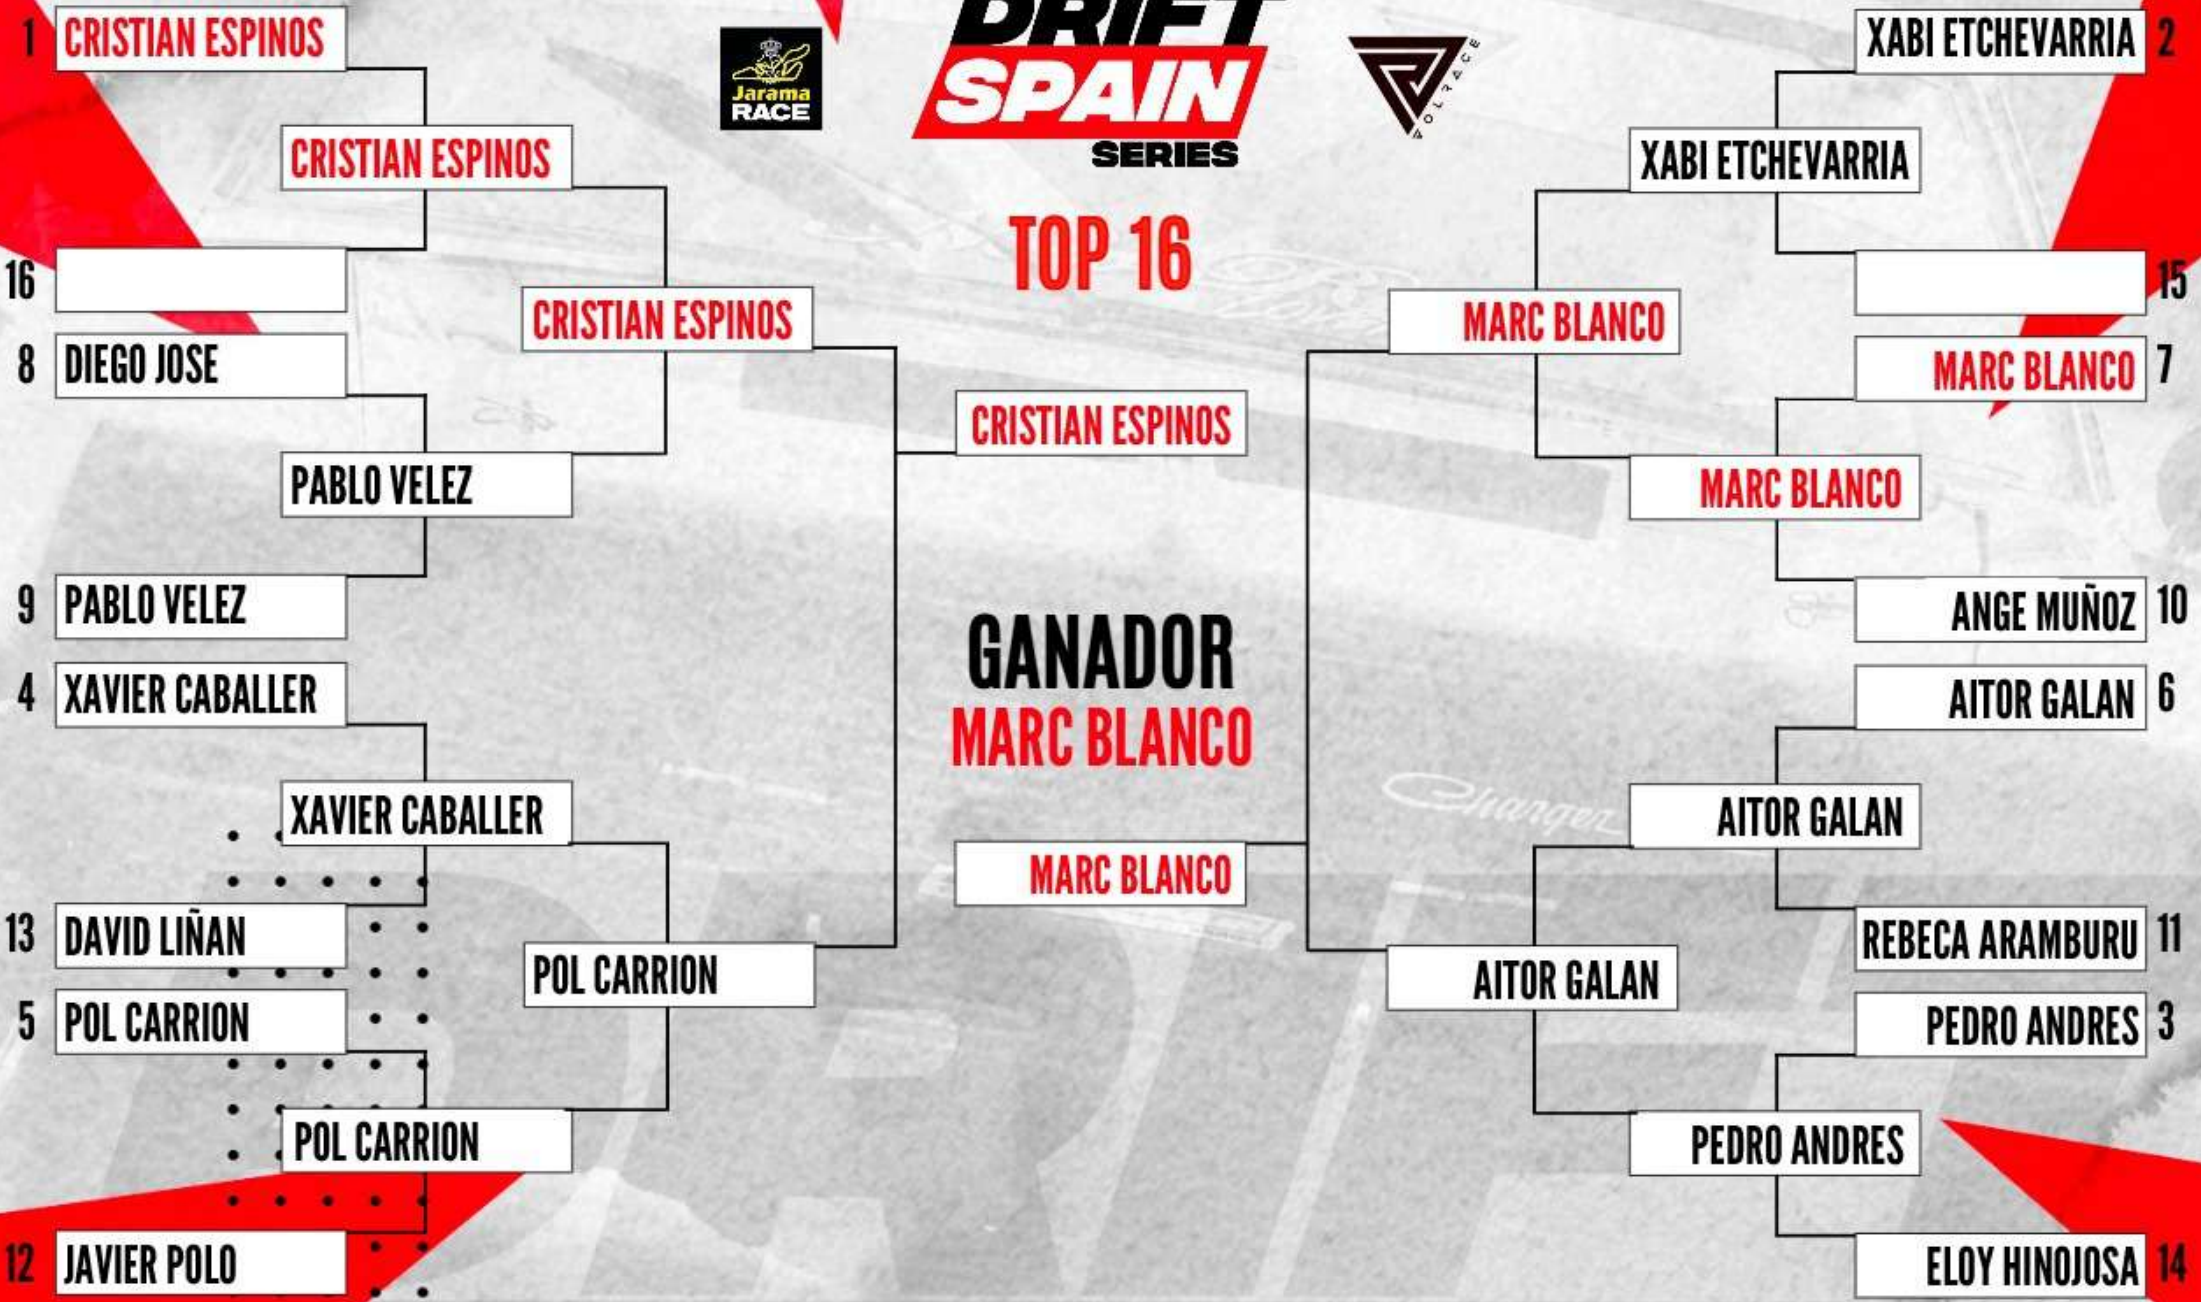 DRIFT
SPAIN
SERIES
Jarama
RACE
VOLRACE
TOP 16
1 CRISTIAN ESPINOS
CRISTIAN ESPINOS
16
8 DIEGO JOSE
CRISTIAN ESPINOS
PABLO VELEZ
9 PABLO VELEZ
4 XAVIER CABALLER
XAVIER CABALLER
13 DAVID LIÑAN
5 POL CARRION
POL CARRION
POL CARRION
12 JAVIER POLO
CRISTIAN ESPINOS
GANADOR
MARC BLANCO
MARC BLANCO
XABI ETCHEVARRIA 2
XABI ETCHEVARRIA
15
MARC BLANCO
MARC BLANCO 7
MARC BLANCO
ANGE MUÑOZ 10
AITOR GALAN 6
AITOR GALAN
REBECA ARAMBURU 11
AITOR GALAN
PEDRO ANDRES 3
PEDRO ANDRES
ELOY HINOJOSA 14
Charger